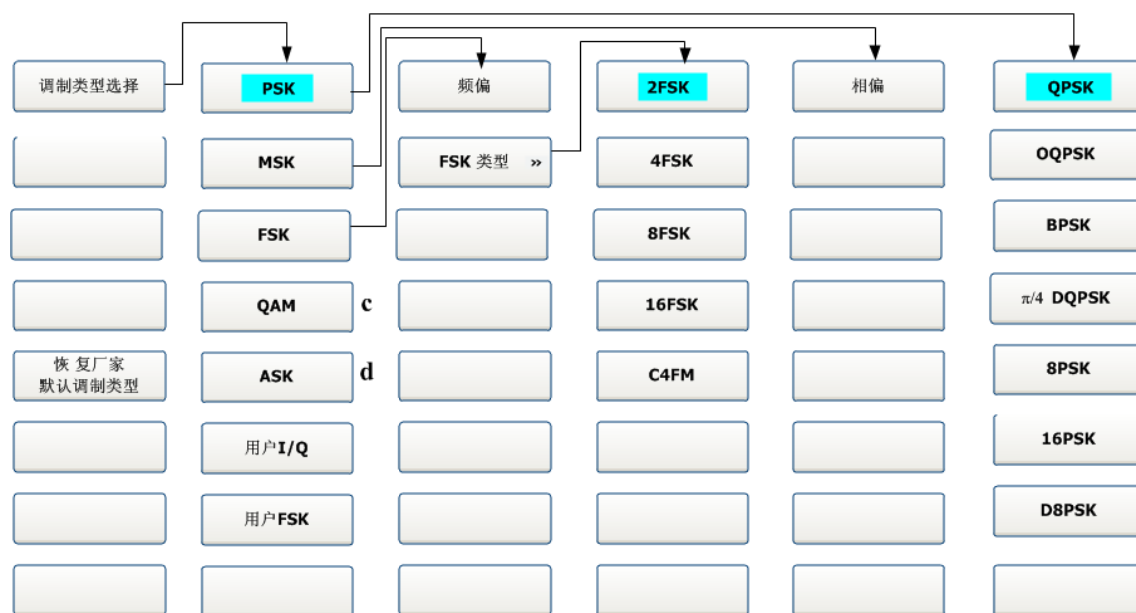 调制类型选择
PSK
频偏
2FSK
相偏
QPSK
MSK
FSK 类型 »
4FSK
OQPSK
FSK
8FSK
BPSK
QAM
c
16FSK
π/4 DQPSK
恢 复厂家
默认调制类型
ASK
d
C4FM
8PSK
用户I/Q
16PSK
用户FSK
D8PSK